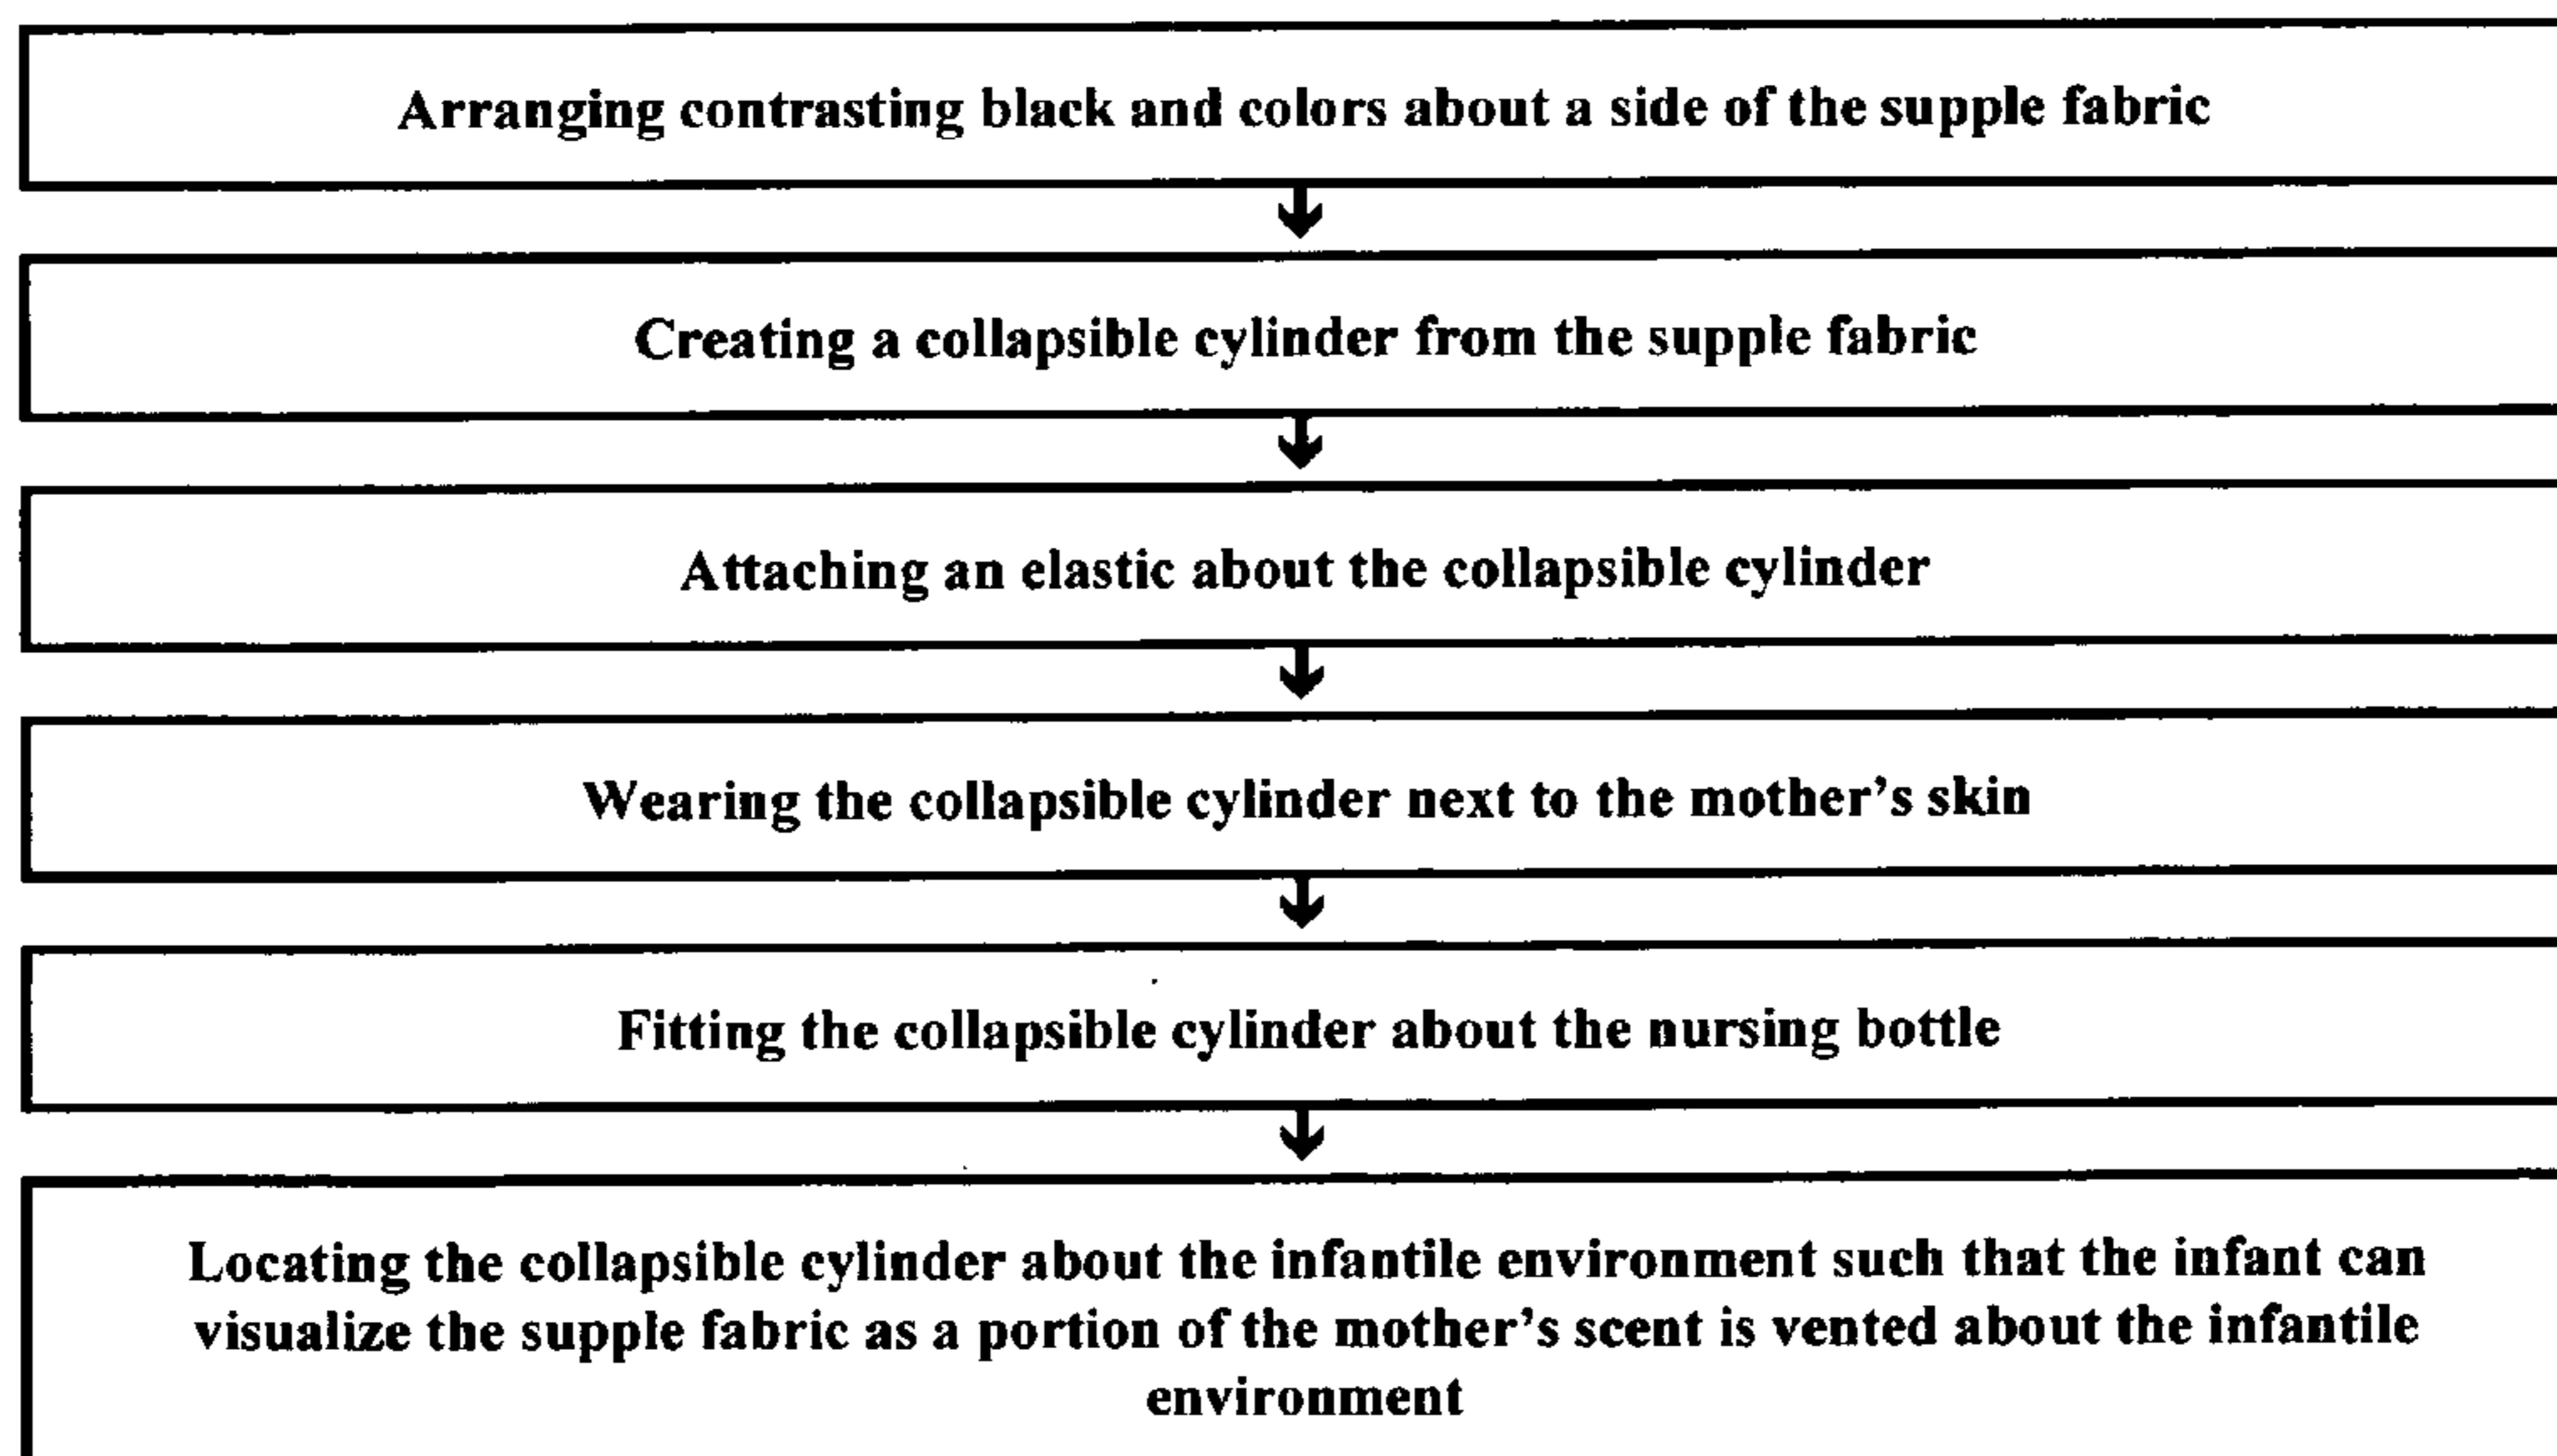 Arranging contrasting black and colors about a side of the supple fabric
Creating a collapsible cylinder from the supple fabric
Attaching an elastic about the collapsible cylinder
Wearing the collapsible cylinder next to the mother’s skin
Fitting the collapsible cylinder about the nursing bottle
Locating the collapsible cylinder about the infantile environment such that the infant can
visualize the supple fabric as a portion of the mother’s scent is vented about the infantile
environment